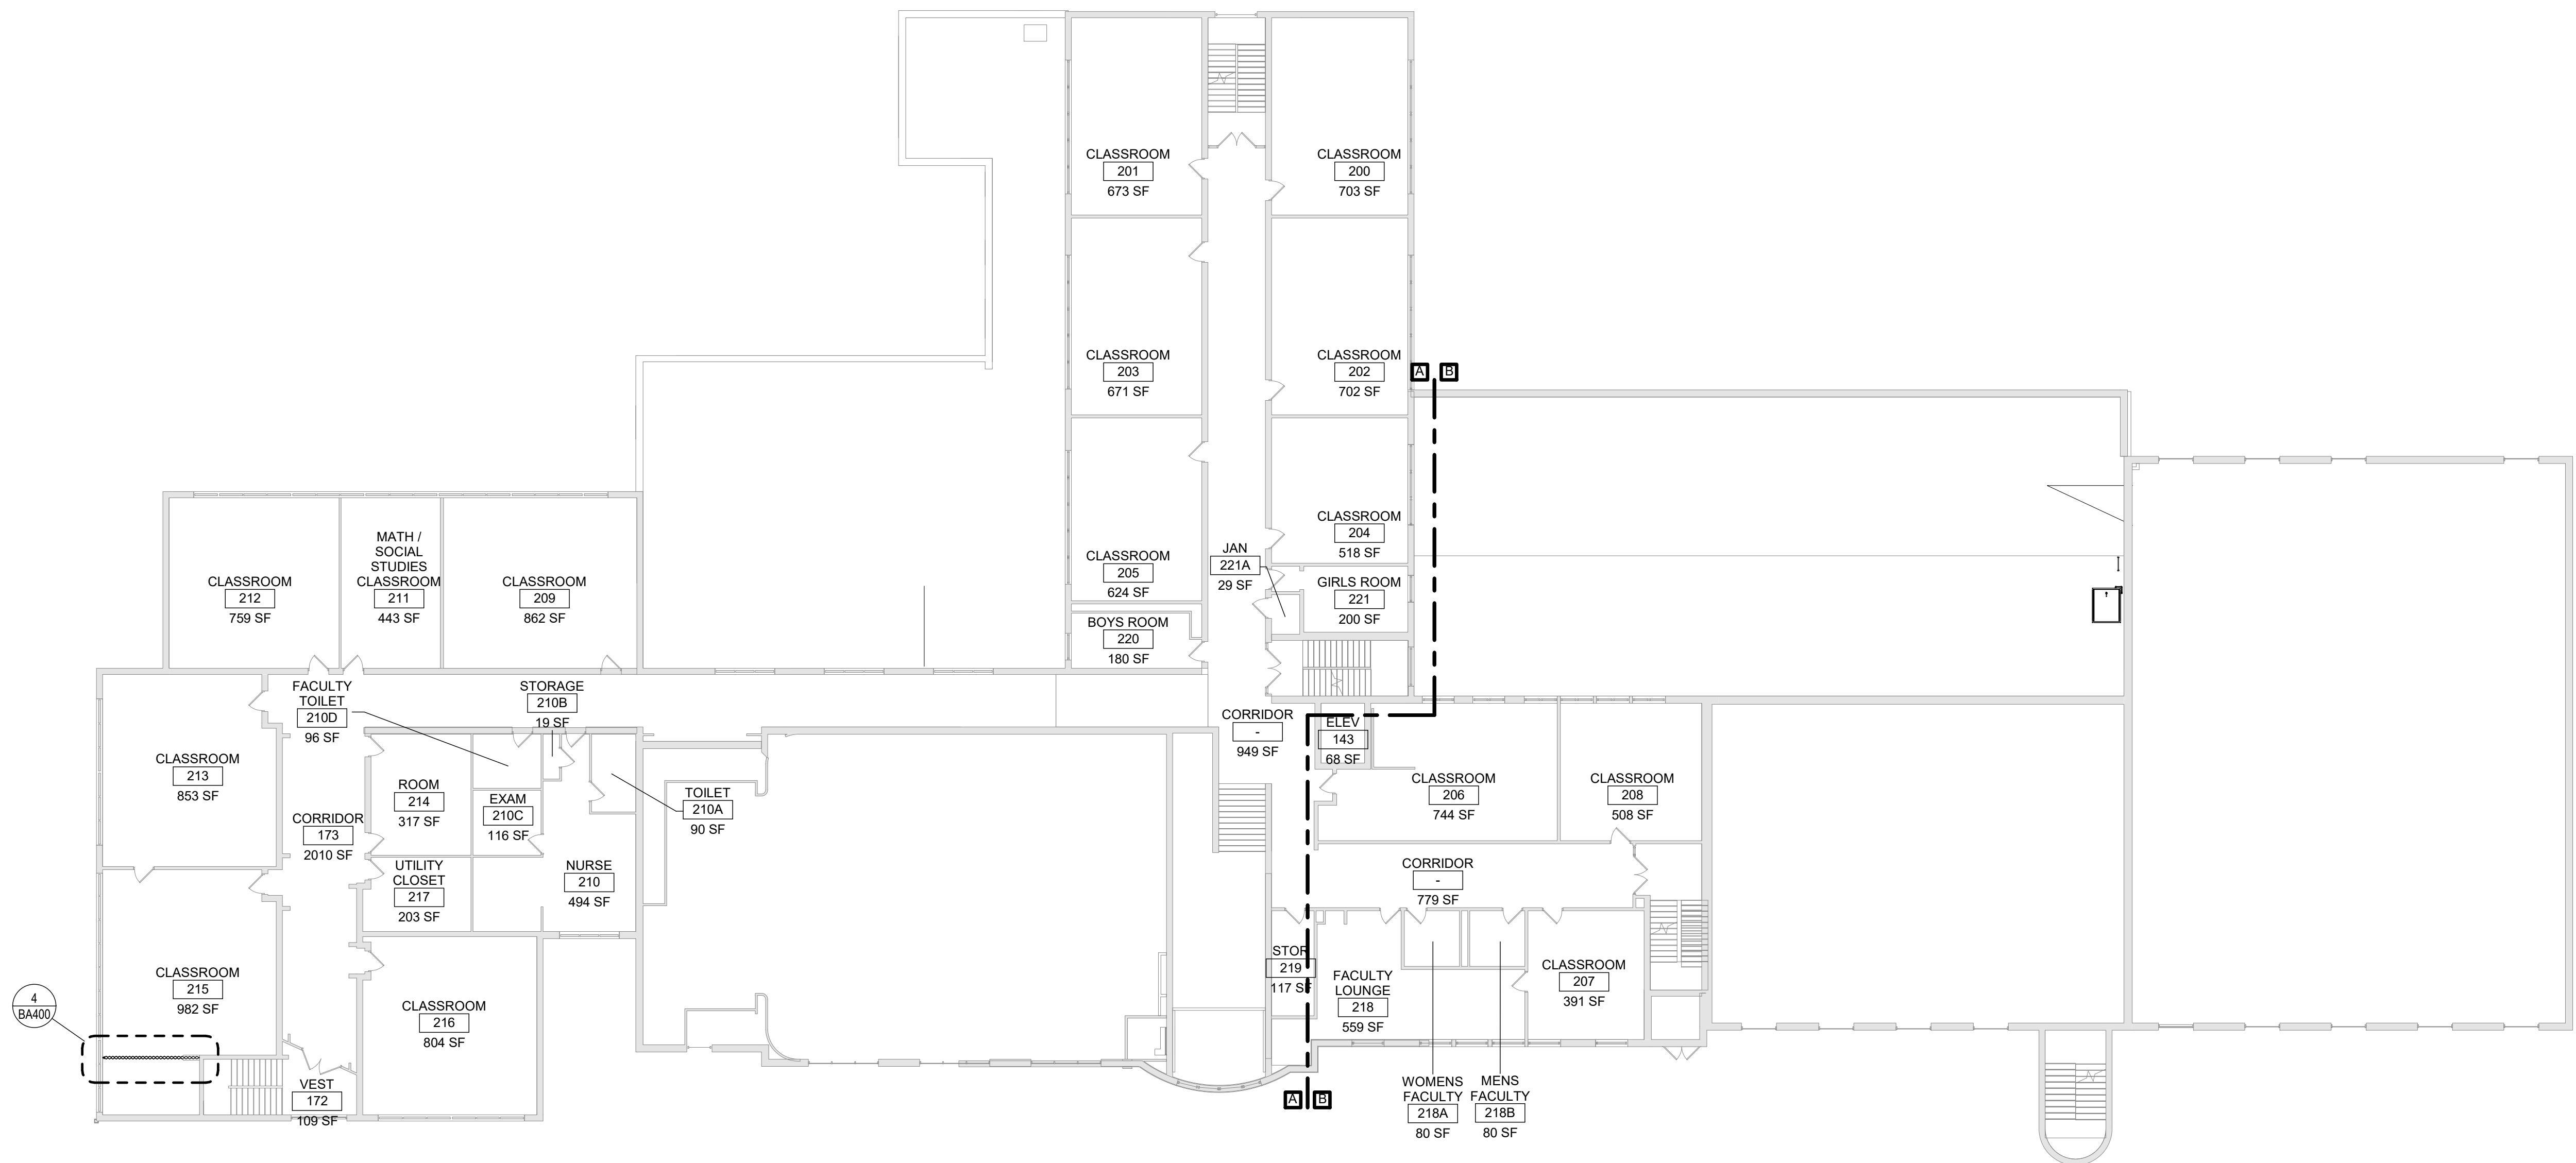 CLASSROOM
201
673 SF
CLASSROOM
200
703 SF
CLASSROOM
203
671 SF
CLASSROOM
202
702 SF
A
B
CLASSROOM
204
518 SF
CLASSROOM
205
624 SF
JAN
221A
29 SF
GIRLS ROOM
221
200 SF
BOYS ROOM
220
180 SF
CLASSROOM
212
759 SF
MATH /
SOCIAL
STUDIES
CLASSROOM
211
443 SF
CLASSROOM
209
862 SF
FACULTY
TOILET
210D
96 SF
STORAGE
210B
19 SF
CORRIDOR
-
949 SF
ELEV
143
68 SF
CLASSROOM
213
853 SF
ROOM
214
317 SF
EXAM
210C
116 SF
TOILET
210A
90 SF
CLASSROOM
206
744 SF
CLASSROOM
208
508 SF
CORRIDOR
173
2010 SF
UTILITY
CLOSET
217
203 SF
NURSE
210
494 SF
CORRIDOR
-
779 SF
CLASSROOM
215
982 SF
CLASSROOM
216
804 SF
STOR
219
117 SF
FACULTY
LOUNGE
218
559 SF
CLASSROOM
207
391 SF
4
BA400
VEST
172
109 SF
A
B
WOMENS
FACULTY
218A
80 SF
MENS
FACULTY
218B
80 SF